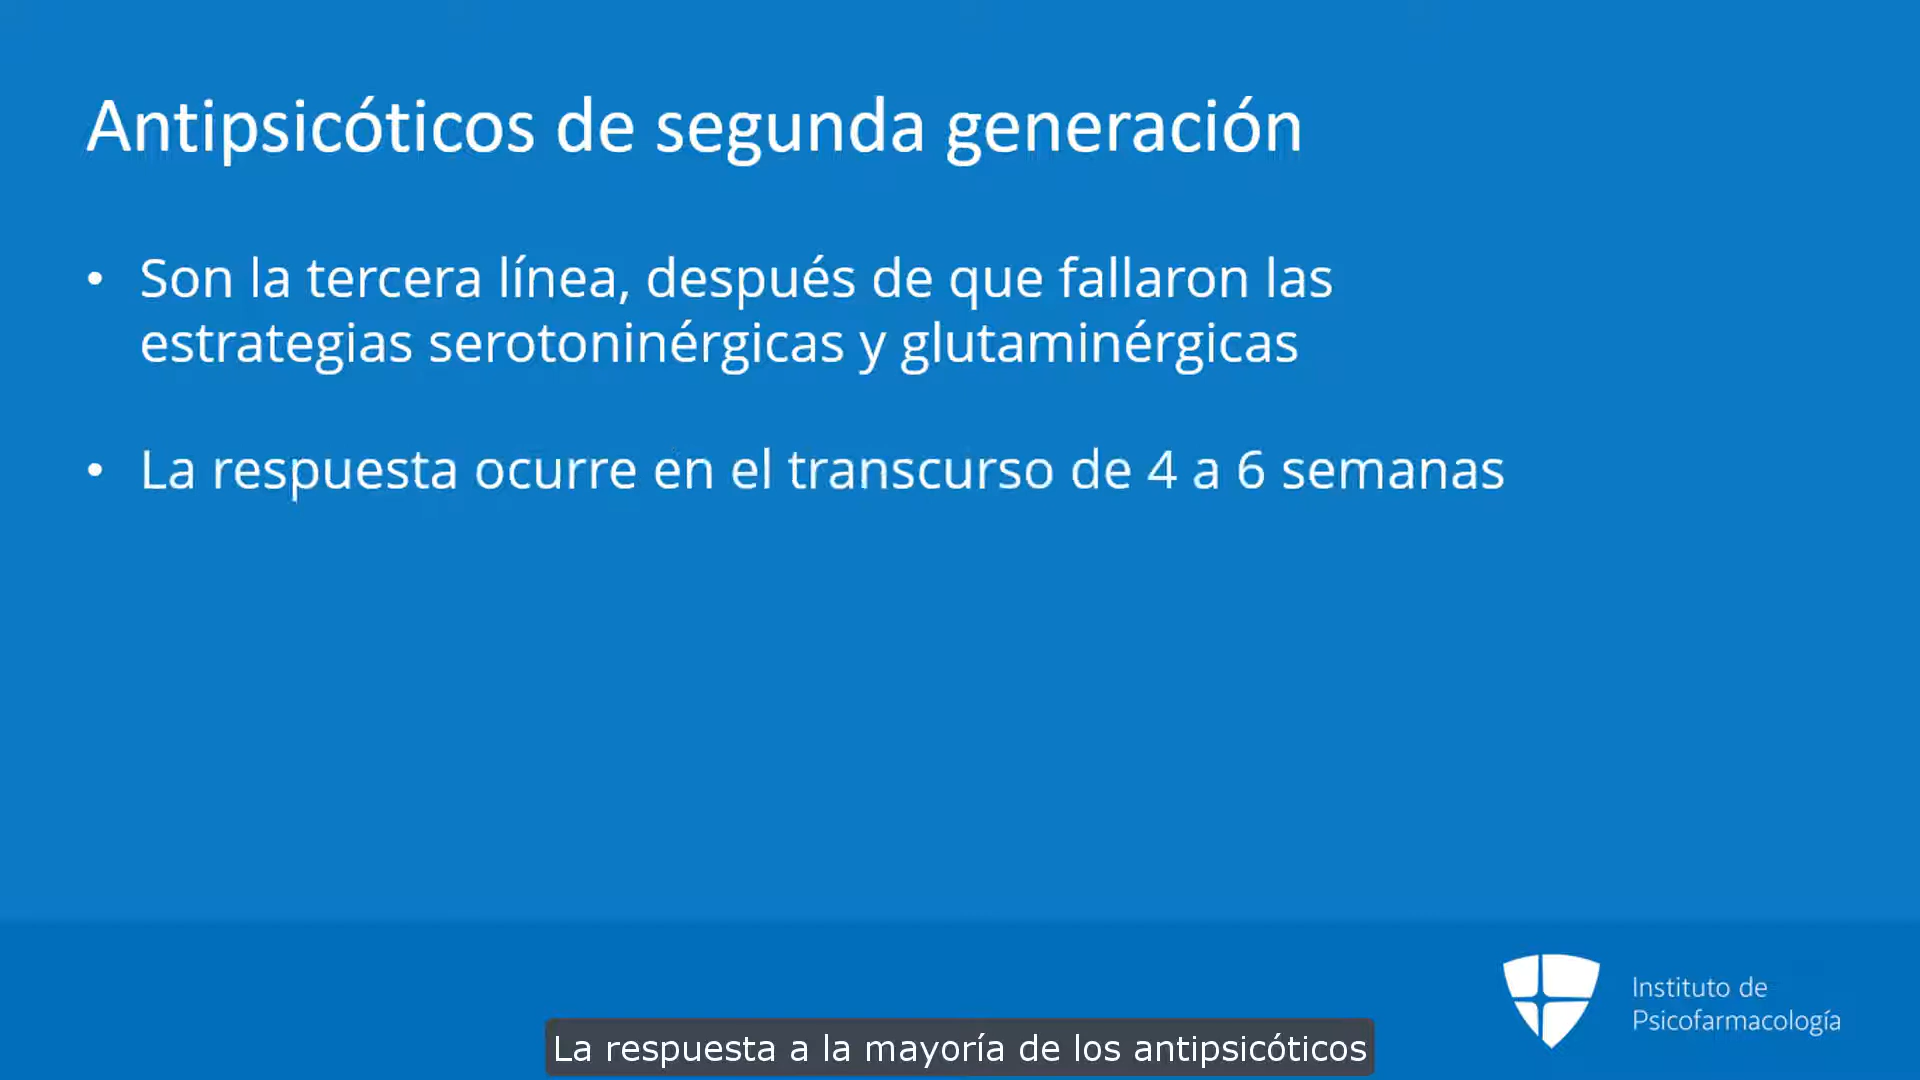 Antipsicóticos de segunda generación
• Son la tercera línea, después de que fallaron las
estrategias serotoninérgicas y glutaminérgicas
• La respuesta ocurre en el transcurso de 4 a 6 semanas
Instituto de
Psicofarmacología
La respuesta a la mayoría de los antipsicóticos